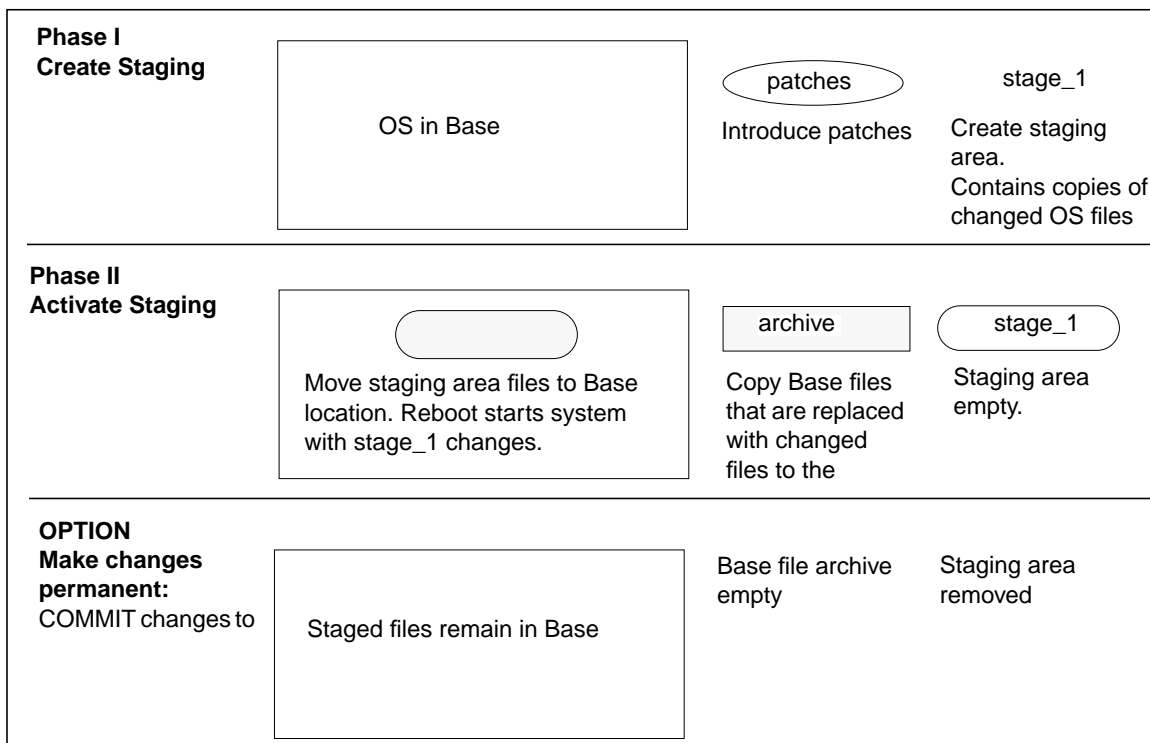 Phase I
Create Staging
OS in Base
patches
Introduce patches
stage_1
Create staging
area.
Contains copies of
changed OS files
Phase II
Activate Staging
Move staging area files to Base
location. Reboot starts system
with stage_1 changes.
archive
Copy Base files
that are replaced
with changed
files to the
stage_1
Staging area
empty.
OPTION
Make changes
permanent:
COMMIT changes to
Staged files remain in Base
Base file archive
empty
Staging area
removed